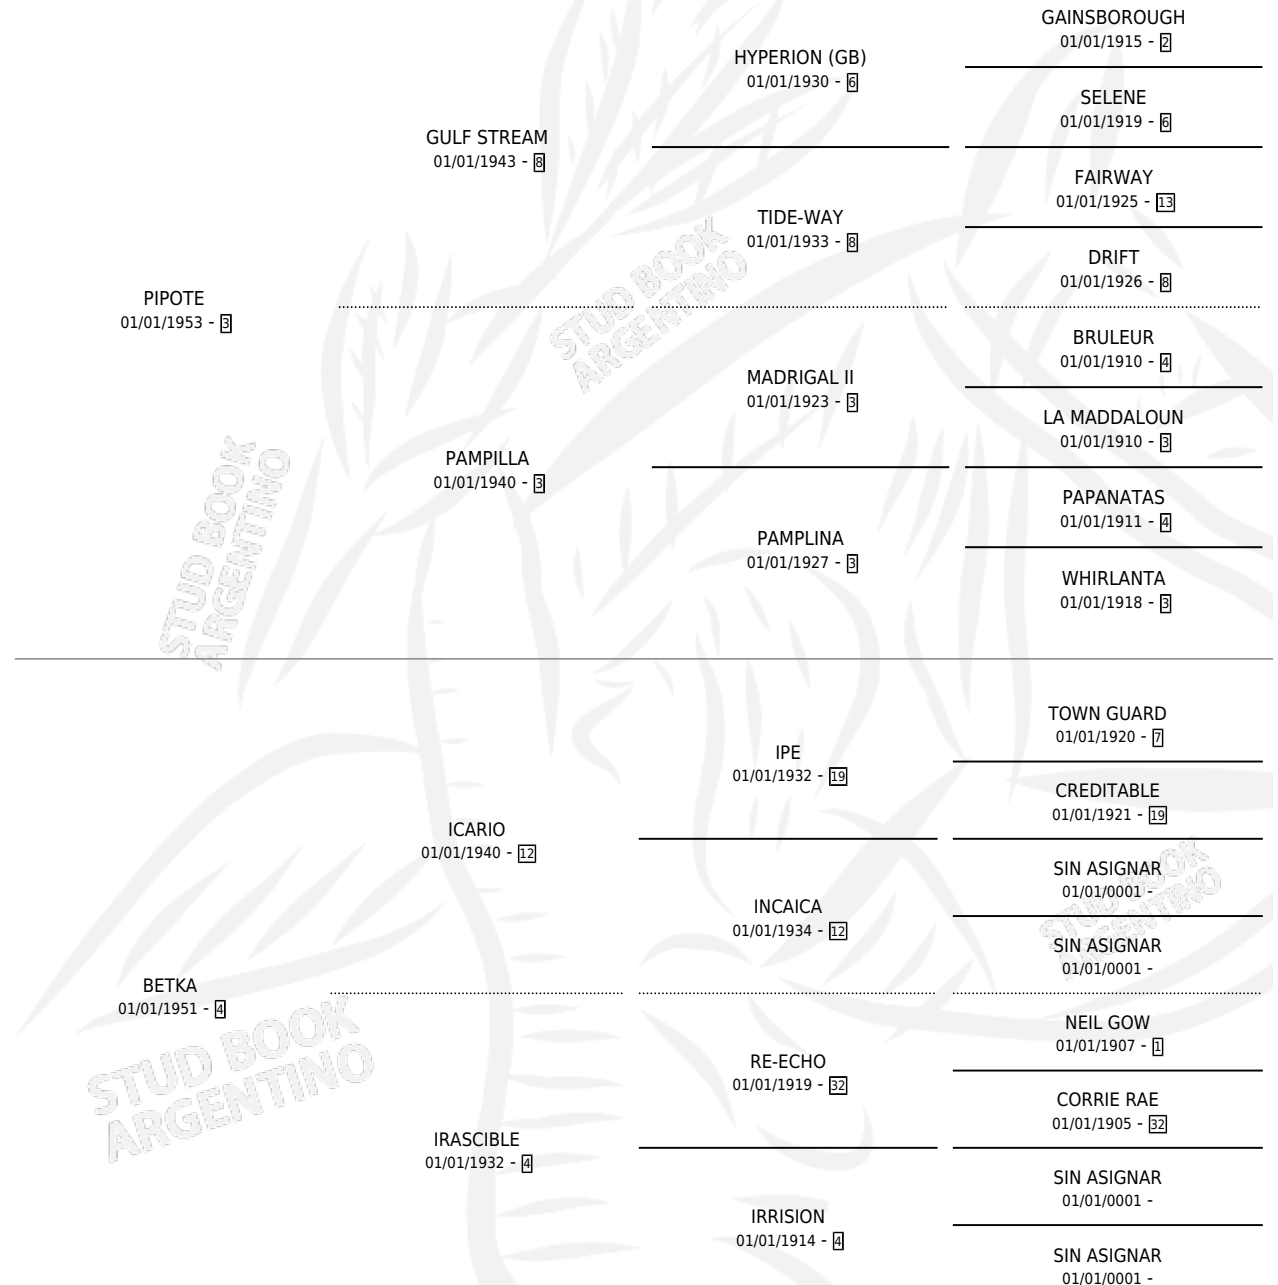 GAINSBOROUGH
01/01/1915 - 2
HYPERION (GB)
01/01/1930 - 6
SELENE
01/01/1919 - 6
GULF STREAM
01/01/1943 - 8
FAIRWAY
01/01/1925 - 13
TIDE-WAY
01/01/1933 - 8
DRIFT
01/01/1926 - 8
PIPOTE
01/01/1953 - 3
STUD BOOK
ARGENTINO
BRULEUR
01/01/1910 - 4
MADRIGAL II
01/01/1923 - 3
LA MADDALOUN
01/01/1910 - 3
PAMPILLA
01/01/1940 - 3
PAPANATAS
01/01/1911 - 4
PAMPLINA
01/01/1927 - 3
WHIRLANTA
01/01/1918 - 3
STUD BOOK
ARGENTINO
TOWN GUARD
01/01/1920 - 7
IPE
01/01/1932 - 19
CREDITABLE
01/01/1921 - 19
ICARIO
01/01/1940 - 12
SIN ASIGNAR
01/01/0001 -
INCAICA
01/01/1934 - 12
SIN ASIGNAR
01/01/0001 -
STUD BOOK
ARGENTINO
BETKA
01/01/1951 - 4
NEIL GOW
01/01/1907 - 1
RE-ECHO
01/01/1919 - 32
CORRIE RAE
01/01/1905 - 32
STUD BOOK
ARGENTINO
IRASCIBLE
01/01/1932 - 4
SIN ASIGNAR
01/01/0001 -
IRRISION
01/01/1914 - 4
SIN ASIGNAR
01/01/0001 -